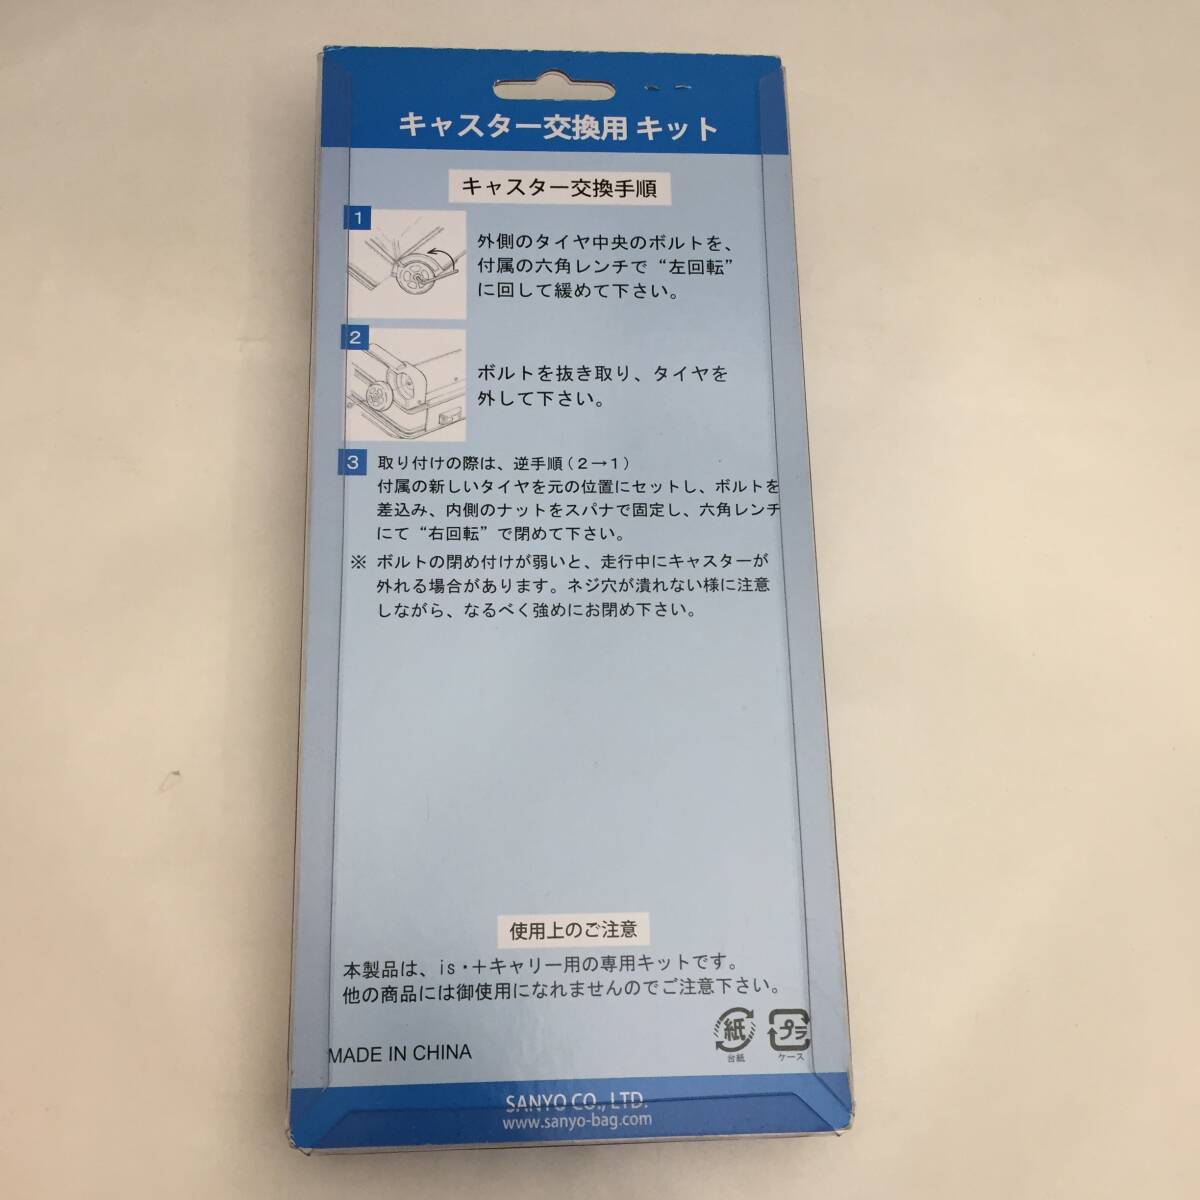 キャスター交換用 キット
キャスター交換手順
1
外側のタイヤ中央のボルトを、
付属の六角レンチで“左回転”
に回して緩めて下さい。
2
ボルトを抜き取り、タイヤを
外して下さい。
3 取り付けの際は、逆手順(2→1)
付属の新しいタイヤを元の位置にセットし、ボルトを
差込み、内側のナットをスパナで固定し、六角レンチ
にて“右回転”で閉めて下さい。
※ ボルトの閉め付けが弱いと、走行中にキャスターが
外れる場合があります。ネジ穴が潰れない様に注意
しながら、なるべく強めにお閉め下さい。
使用上のご注意
本製品は、is・+キャリー用の専用キットです。
他の商品には御使用になれませんのでご注意下さい。
紙 プラ
台紙 ケース
MADE IN CHINA
SANYO CO., LTD.
www.sanyo-bag.com